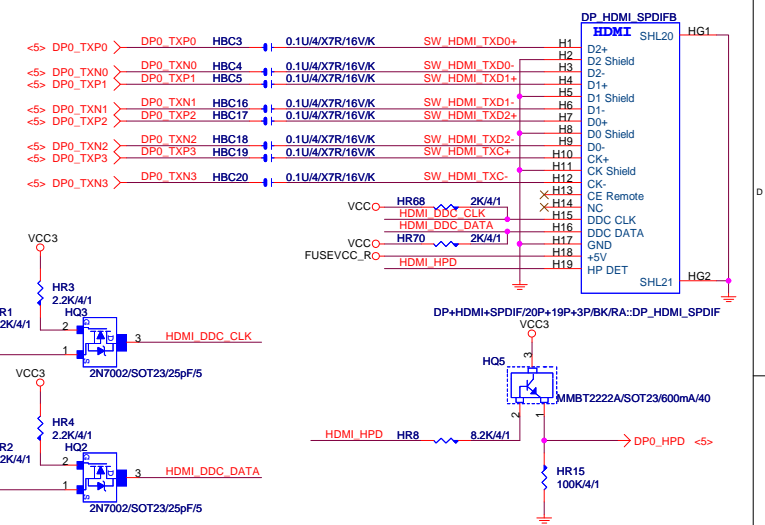 DP_HDMI_SPDIFB
HDMI
SHL20 HG1
<5> DP0_TXP0 DP0_TXP0 HBC3 0.1U/4/X7R/16V/K SW_HDMI_TXD0+ H1 D2+
H2 D2 Shield
<5> DP0_TXN0 DP0_TXN0 HBC4 0.1U/4/X7R/16V/K SW_HDMI_TXD0- H3 D2-
<5> DP0_TXP1 DP0_TXP1 HBC5 0.1U/4/X7R/16V/K SW_HDMI_TXD1+ H4 D1+
H5 D1 Shield
<5> DP0_TXN1 DP0_TXN1 HBC16 0.1U/4/X7R/16V/K SW_HDMI_TXD1- H6 D1-
<5> DP0_TXP2 DP0_TXP2 HBC17 0.1U/4/X7R/16V/K SW_HDMI_TXD2+ H7 D0+
H8 D0 Shield
<5> DP0_TXN2 DP0_TXN2 HBC18 0.1U/4/X7R/16V/K SW_HDMI_TXD2- H9 D0-
<5> DP0_TXP3 DP0_TXP3 HBC19 0.1U/4/X7R/16V/K SW_HDMI_TXC+ H10 CK+
H11 CK Shield
<5> DP0_TXN3 DP0_TXN3 HBC20 0.1U/4/X7R/16V/K SW_HDMI_TXC- H12 CK-
H13 CE Remote
D
VCC HR68 2K/4/1 H14 NC
HDMI_DDC_CLK H15 DDC CLK
HDMI_DDC_DATA H16 DDC DATA
VCC HR70 2K/4/1 H17 GND
FUSEVCC_R H18 +5V
HDMI_HPD H19 HP DET
SHL21 HG2
DP+HDMI+SPDIF/20P+19P+3P/BK/RA::DP_HDMI_SPDIF
VCC3
HR3
2.2K/4/1
R1
2K/4/1
HQ3
2 G D
1 S
3 HDMI_DDC_CLK
2N7002/SOT23/25pF/5
VCC3
HR4
2.2K/4/1
R2
2K/4/1
HQ2
2 G D
1 S
3 HDMI_DDC_DATA
2N7002/SOT23/25pF/5
VCC3
3
HQ5
MMBT2222A/SOT23/600mA/40
2 1
HDMI_HPD HR8 8.2K/4/1
DP0_HPD <5>
HR15
100K/4/1